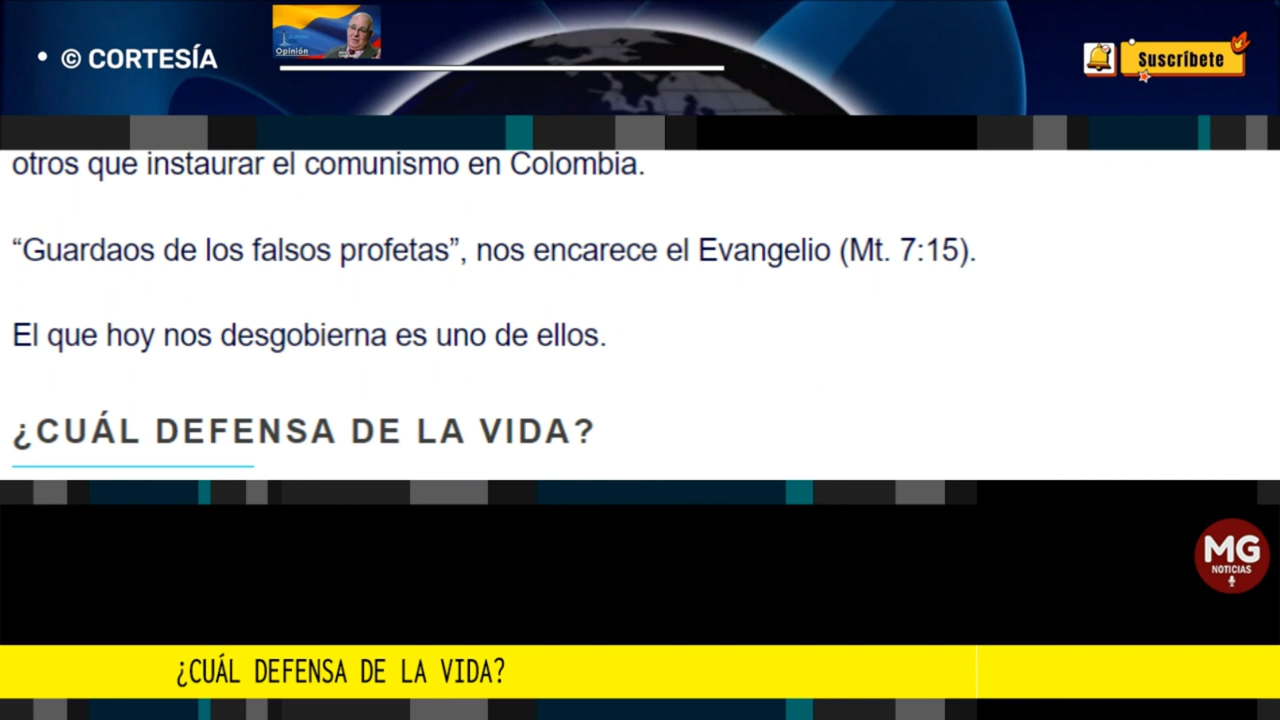 • © CORTESÍA
Opinión
Suscríbete
otros que instaurar el comunismo en Colombia.
“Guardaos de los falsos profetas”, nos encarece el Evangelio (Mt. 7:15).
El que hoy nos desgobierna es uno de ellos.
¿CUÁL DEFENSA DE LA VIDA?
MG
NOTICIAS
¿CUÁL DEFENSA DE LA VIDA?